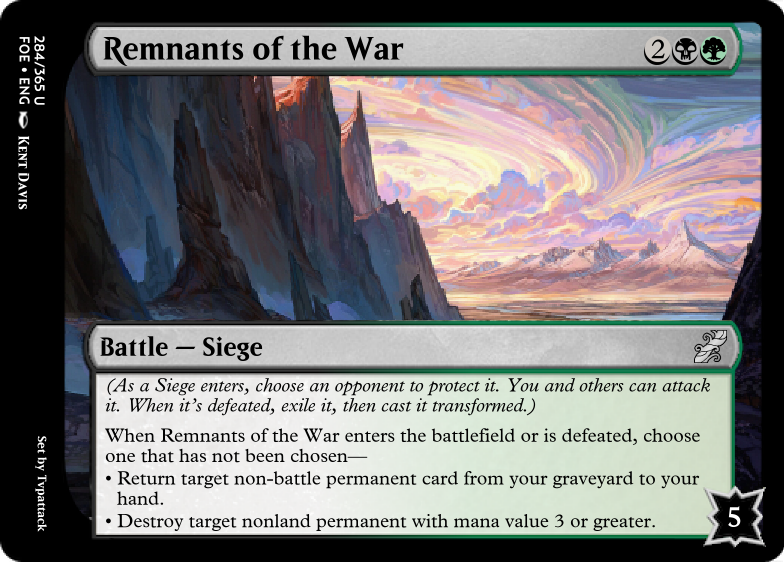 Remnants of the War
2
Battle — Siege
(As a Siege enters, choose an opponent to protect it. You and others can attack
it. When it's defeated, exile it, then cast it transformed.)
When Remnants of the War enters the battlefield or is defeated, choose
one that has not been chosen—
• Return target non-battle permanent card from your graveyard to your
hand.
• Destroy target nonland permanent with mana value 3 or greater.
5
284/365 U
FOE • ENG Kent Davis
Set by Tvpattack